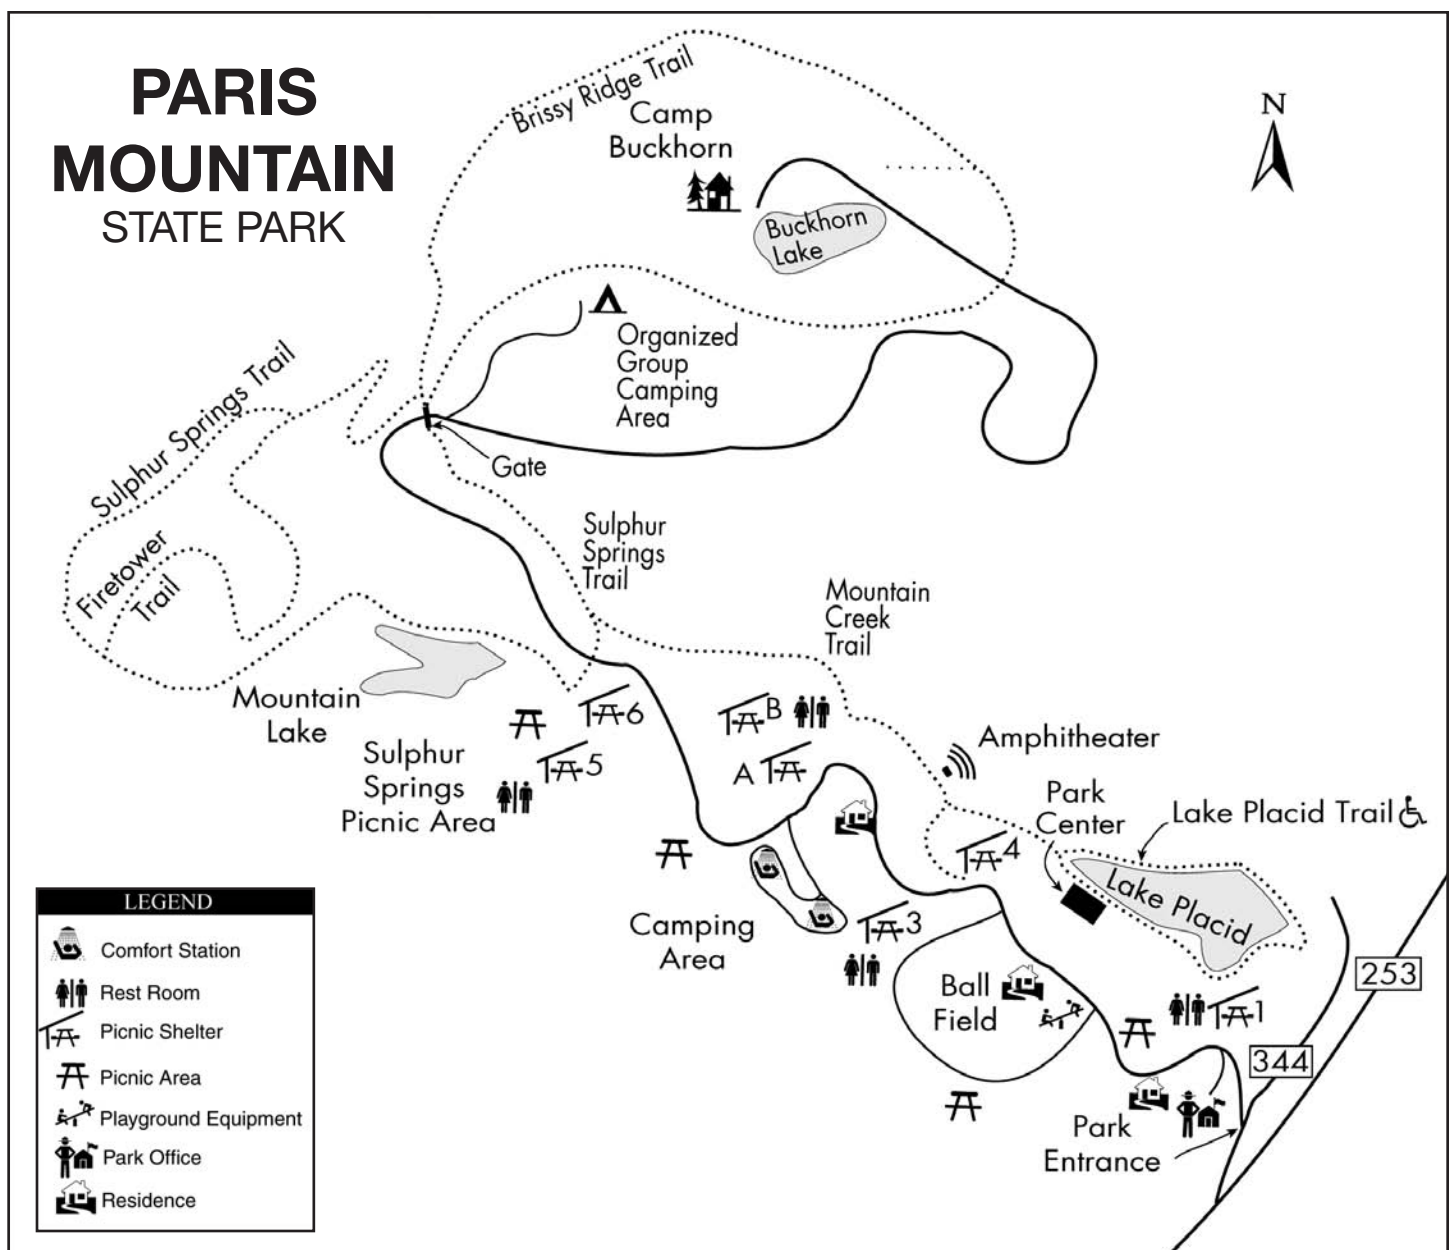 PARIS
MOUNTAIN
STATE PARK
Brissy Ridge Trail
Camp
Buckhorn
N
Buckhorn
Lake
Organized
Group
Camping
Area
Sulphur Springs Trail
Gate
Firetower
Trail
Sulphur
Springs
Trail
Mountain
Creek
Trail
Mountain
Lake
6
B
5
A
Sulphur
Springs
Picnic Area
Amphitheater
Park
Center
Lake Placid Trail
4
Lake Placid
Camping
Area
3
Ball
Field
253
1
344
Park
Entrance
LEGEND
Comfort Station
Rest Room
Picnic Shelter
Picnic Area
Playground Equipment
Park Office
Residence